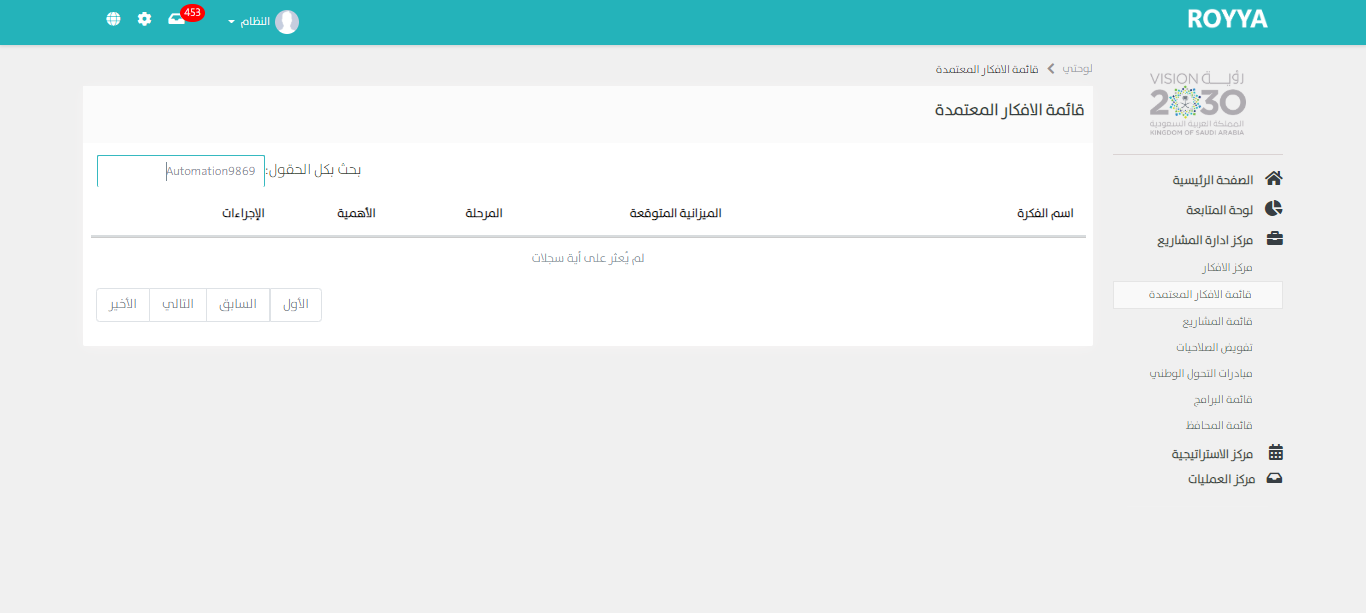 ROYYA
النظام
453
رؤيـــة VISION
2030
المملكة العربية السعودية
KINGDOM OF SAUDI ARABIA
الصفحة الرئيسية
لوحة المتابعة
مركز ادارة المشاريع
مركز الافكار
قائمة الافكار المعتمدة
قائمة المشاريع
تفويض الصلاحيات
مبادرات التحول الوطني
قائمة البرامج
قائمة المحافظ
مركز الاستراتيجية
مركز العمليات
لوحتي
قائمة الافكار المعتمدة
قائمة الافكار المعتمدة
بحث بكل الحقول: Automation9869
اسم الفكرة الميزانية المتوقعة المرحلة الأهمية الإجراءات
لم يُعثر على أية سجلات
الأول السابق التالي الأخير